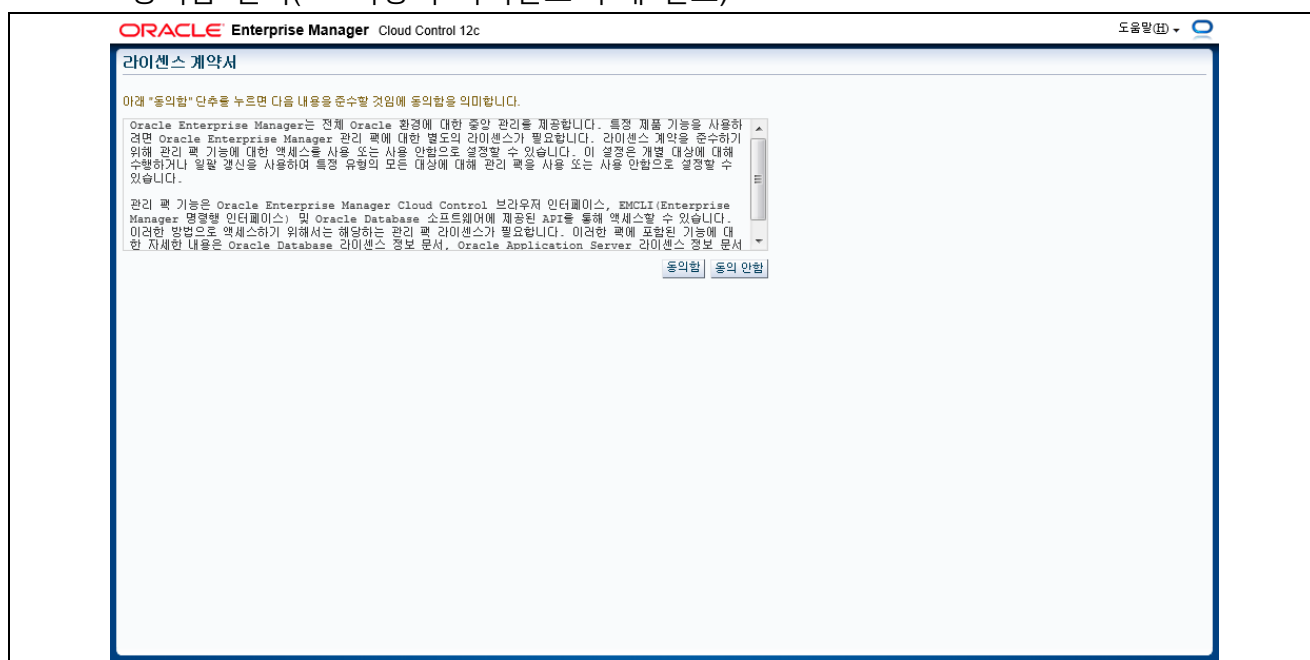 ORACLE Enterprise Manager Cloud Control 12c
도움말(H)
라이센스 계약서
아래 "동의함" 단추를 누르면 다음 내용을 준수할 것임에 동의함을 의미합니다.
Oracle Enterprise Manager는 전체 Oracle 환경에 대한 중앙 관리를 제공합니다. 특정 제품 기능을 사용하
려면 Oracle Enterprise Manager 관리 팩에 대한 별도의 라이센스가 필요합니다. 라이센스 계약을 준수하기
위해 관리 팩 기능에 대한 액세스를 사용 또는 사용 안함으로 설정할 수 있습니다. 이 설정은 개별 대상에 대해
수행하거나 일괄 갱신을 사용하여 특정 유형의 모든 대상에 대해 관리 팩을 사용 또는 사용 안함으로 설정할 수
있습니다.
관리 팩 기능은 Oracle Enterprise Manager Cloud Control 브라우저 인터페이스, EMCLI(Enterprise
Manager 명령행 인터페이스) 및 Oracle Database 소프트웨어에 제공된 API를 통해 액세스할 수 있습니다.
이러한 방법으로 액세스하기 위해서는 해당하는 관리 팩 라이센스가 필요합니다. 이러한 팩에 포함된 기능에 대
한 자세한 내용은 Oracle Database 라이센스 정보 문서, Oracle Application Server 라이센스 정보 문서
동의함 동의 안함